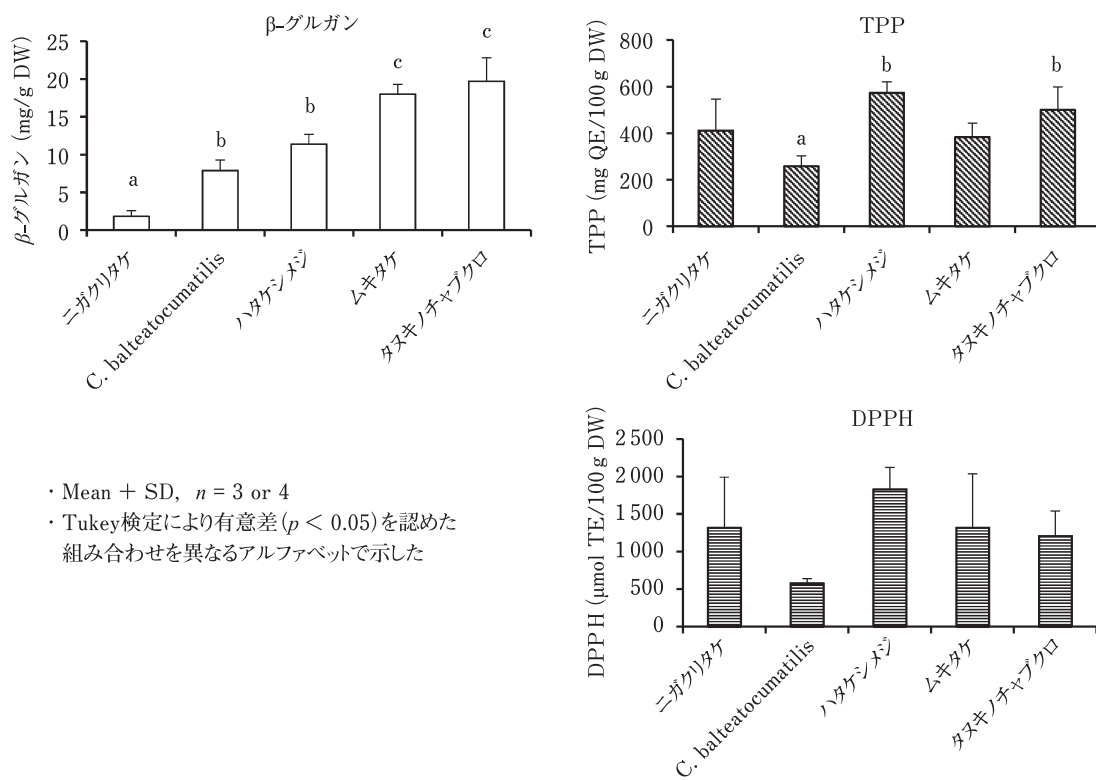 β-グルガン
β-グルガン (mg/g DW)
25
20
15
10
5
0
a
b
b
c
c
ニガクリタケ
C. balteatocumatilis
ハタケシメジ
ムキタケ
タヌキノチャブクロ
TPP
TPP (mg QE/100g DW)
800
600
400
200
0
a
b
b
ニガクリタケ
C. balteatocumatilis
ハタケシメジ
ムキタケ
タヌキノチャブクロ
・Mean + SD, n = 3 or 4
・Tukey検定により有意差(p < 0.05)を認めた
組み合わせを異なるアルファベットで示した
DPPH
DPPH (μmol TE/100g DW)
2 500
2 000
1 500
1 000
500
0
ニガクリタケ
C. balteatocumatilis
ハタケシメジ
ムキタケ
タヌキノチャブクロ